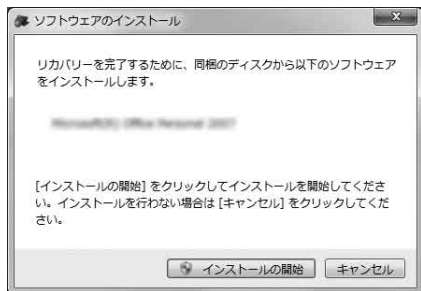 ソフトウェアのインストール
リカバリーを完了するために、同梱のディスクから以下のソフトウェア
をインストールします。
[インストールの開始] をクリックしてインストールを開始してくださ
い。インストールを行わない場合は [キャンセル] をクリックしてくだ
さい。
インストールの開始
キャンセル